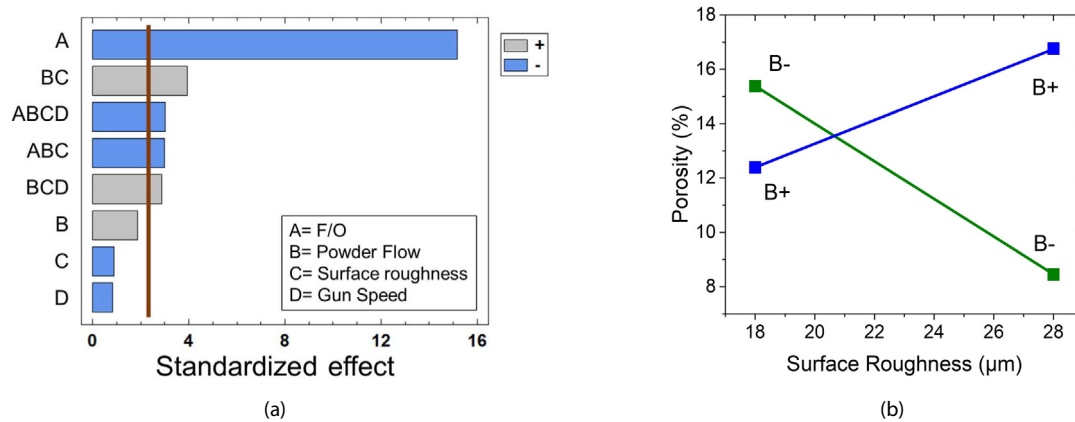 A
BC
ABCD
ABC
BCD
B
C
D
+
-
A= F/O
B= Powder Flow
C= Surface roughness
D= Gun Speed
0 4 8 12 16
Standardized effect
(a)
18
16
14
12
10
8
Porosity (%)
B-
B+
B+
B-
18 20 22 24 26 28
Surface Roughness (µm)
(b)